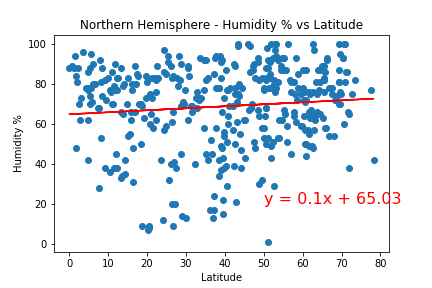 Northern Hemisphere - Humidity % vs Latitude
100
80
60
40
20
0
Humidity %
y = 0.1x + 65.03
0 10 20 30 40 50 60 70 80
Latitude